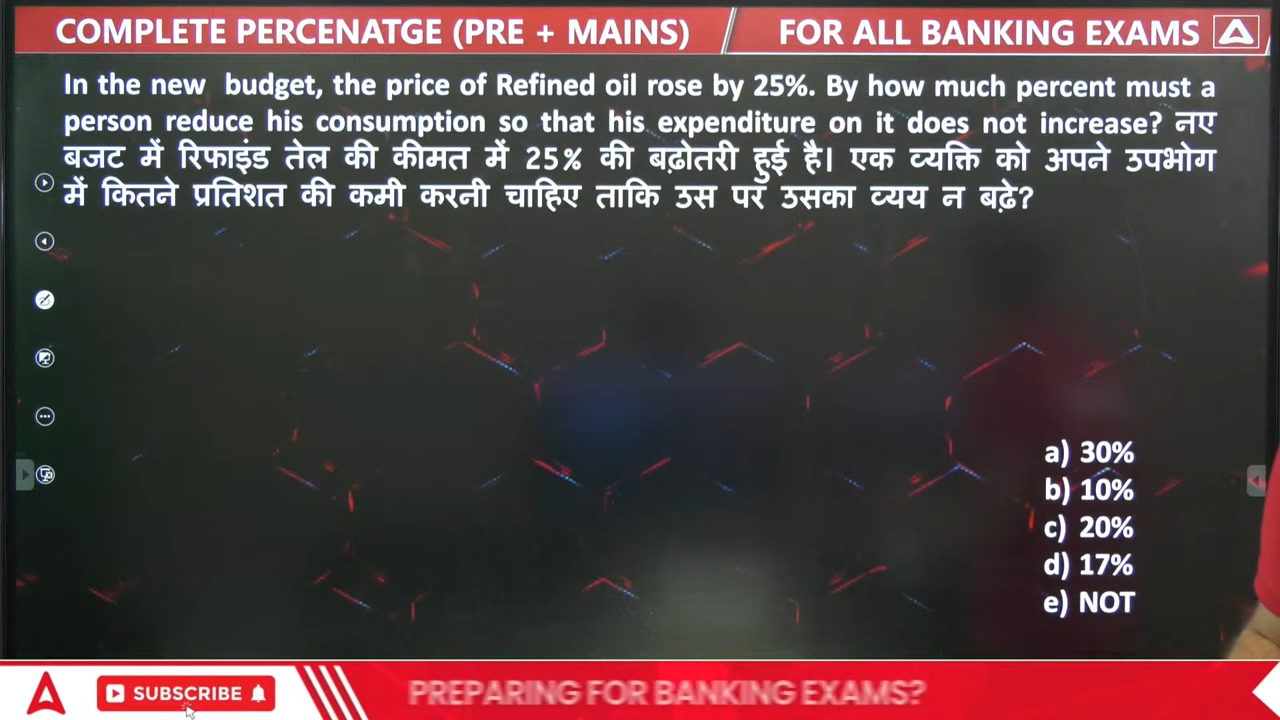 COMPLETE PERCENATGE (PRE + MAINS)
FOR ALL BANKING EXAMS
In the new budget, the price of Refined oil rose by 25%. By how much percent must a
person reduce his consumption so that his expenditure on it does not increase? नए
बजट में रिफाइंड तेल की कीमत में 25% की बढ़ोतरी हुई है। एक व्यक्ति को अपने उपभोग
में कितने प्रतिशत की कमी करनी चाहिए ताकि उस पर उसका व्यय न बढ़े?
a) 30%
b) 10%
c) 20%
d) 17%
e) NOT
SUBSCRIBE
PREPARING FOR BANKING EXAMS?